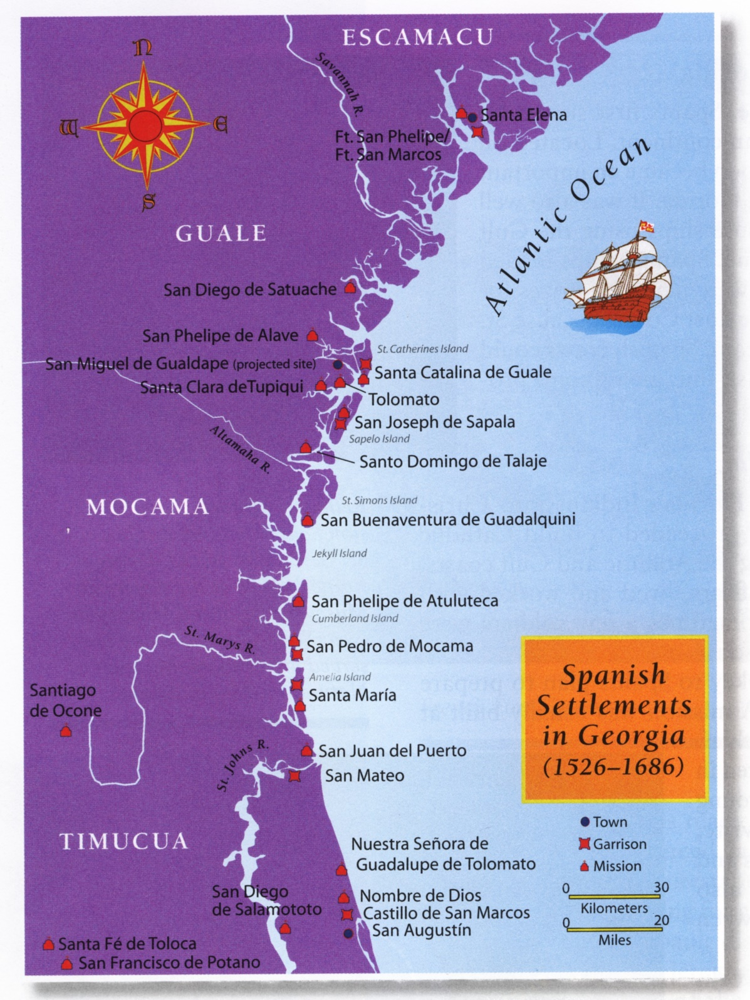 ESCAMACU
N
W
E
S
Savannah R.
Santa Elena
Ft. San Phelipe/
Ft. San Marcos
Atlantic Ocean
GUALE
San Diego de Satuache
San Phelipe de Alave
St. Catherines Island
San Miguel de Gualdape (projected site)
Santa Catalina de Guale
Santa Clara deTupiqui
Tolomato
San Joseph de Sapala
Sapelo Island
Altamaha R.
Santo Domingo de Talaje
MOCAMA
St. Simons Island
San Buenaventura de Guadalquini
Jekyll Island
San Phelipe de Atuluteca
Cumberland Island
St. Marys R.
San Pedro de Mocama
Amelia Island
Santa María
Santiago
de Ocone
St. Johns R.
San Juan del Puerto
San Mateo
Spanish
Settlements
in Georgia
(1526–1686)
TIMUCUA
Town
Garrison
Mission
0 30
Kilometers
0 20
Miles
Nuestra Señora de
Guadalupe de Tolomato
San Diego
de Salamototo
Nombre de Dios
Castillo de San Marcos
San Augustín
Santa Fé de Toloca
San Francisco de Potano